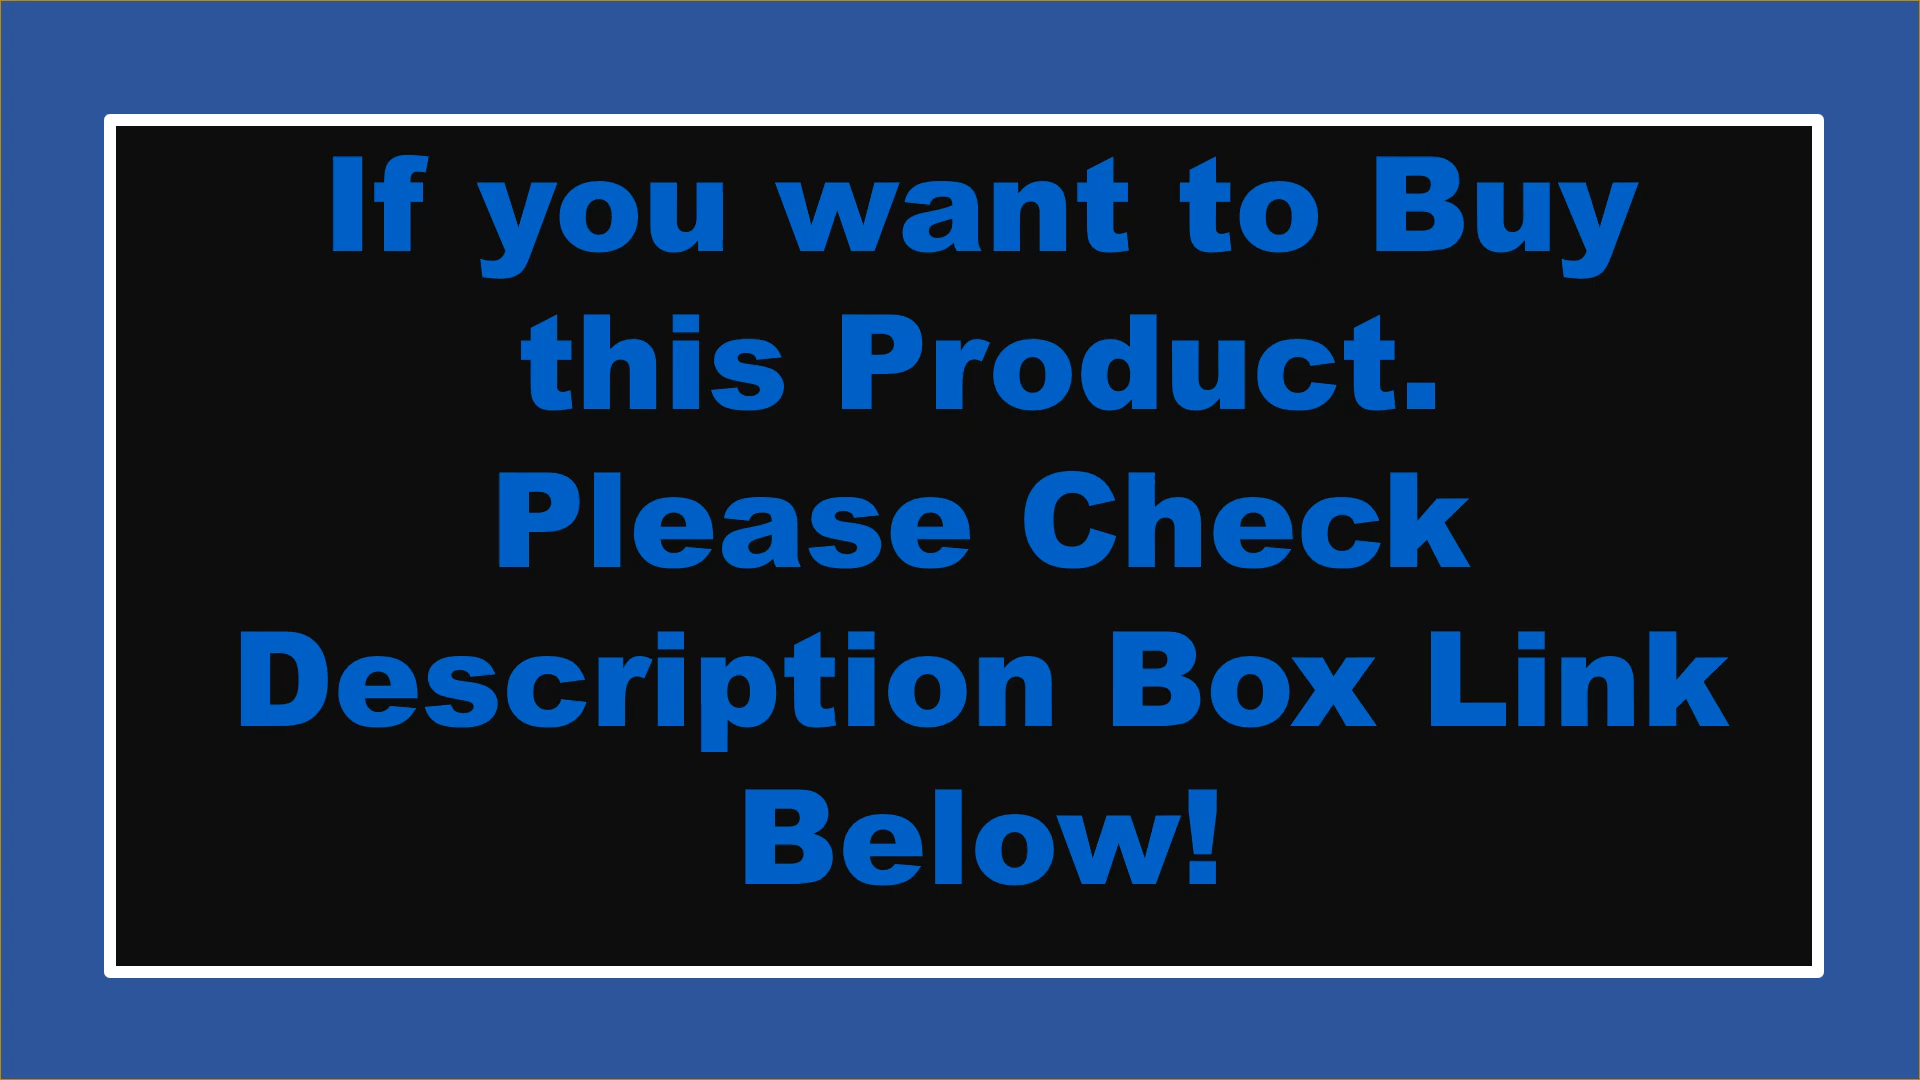 If you want to Buy
this Product.
Please Check
Description Box Link
Below!